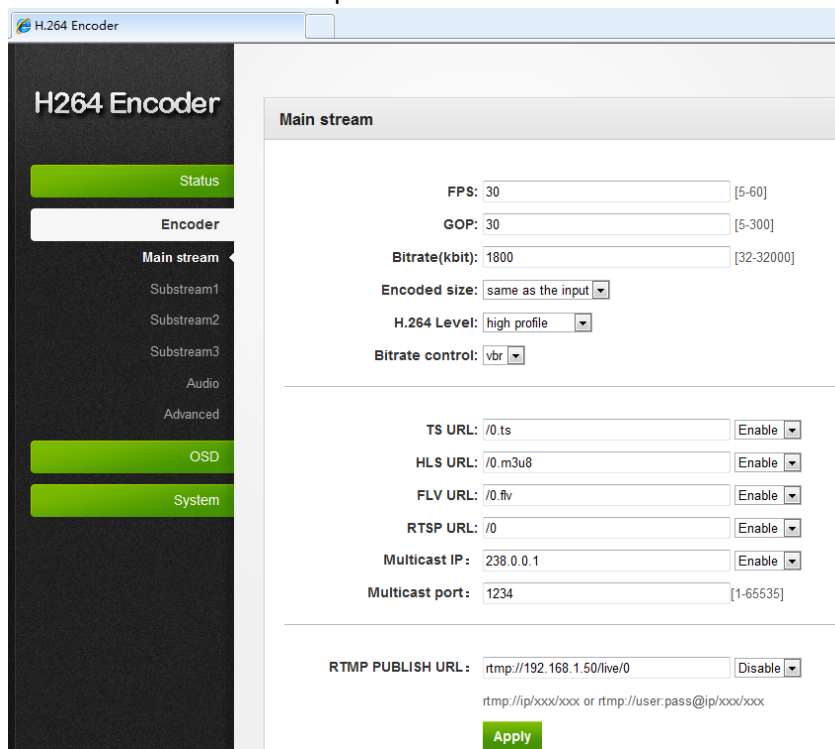 H.264 Encoder
H264 Encoder
Status
Encoder
Main stream
Substream1
Substream2
Substream3
Audio
Advanced
OSD
System
Main stream
FPS: 30 [5-60]
GOP: 30 [5-300]
Bitrate(kbit): 1800 [32-32000]
Encoded size: same as the input
H.264 Level: high profile
Bitrate control: vbr
TS URL: /0.ts Enable
HLS URL: /0.m3u8 Enable
FLV URL: /0.flv Enable
RTSP URL: /0 Enable
Multicast IP： 238.0.0.1 Enable
Multicast port： 1234 [1-65535]
RTMP PUBLISH URL： rtmp://192.168.1.50/live/0 Disable
rtmp://ip/xxx/xxx or rtmp://user:pass@ip/xxx/xxx
Apply